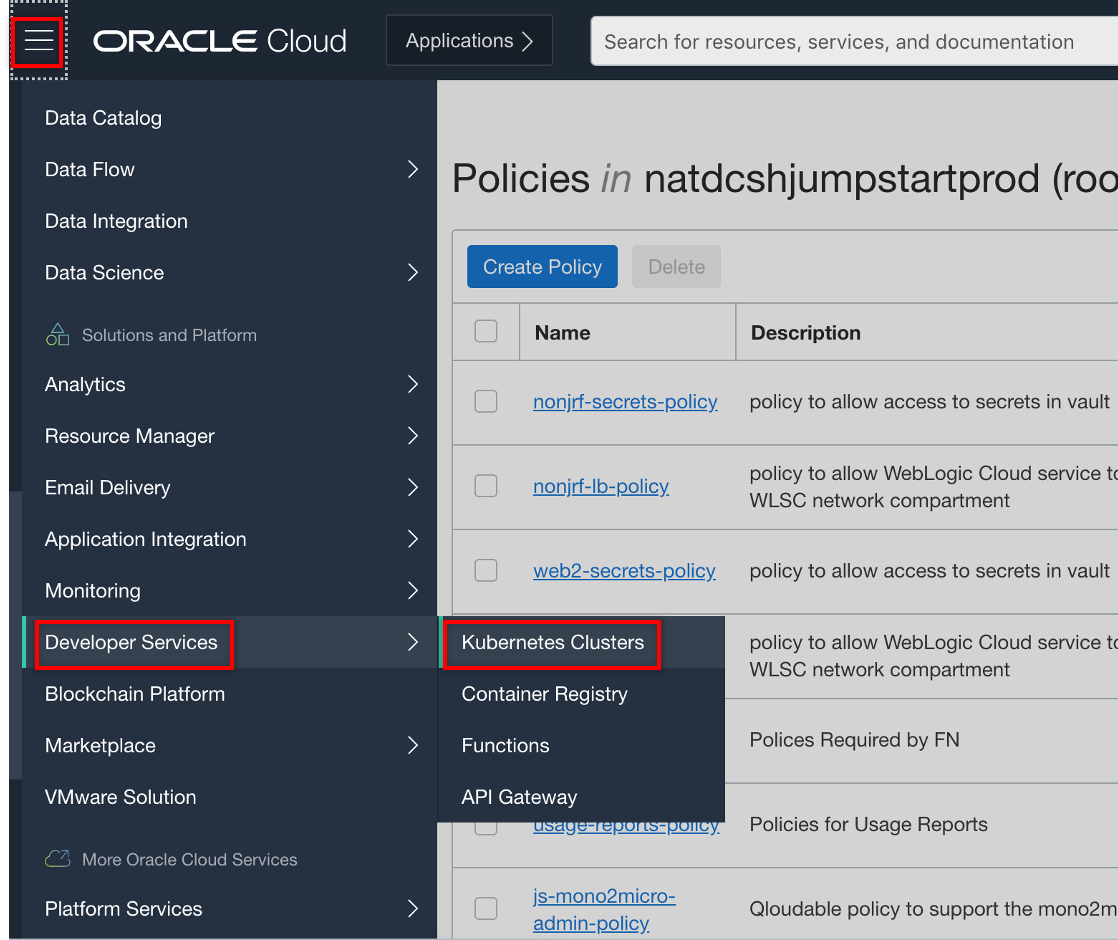 ORACLE Cloud
Applications
Search for resources, services, and documentation
Data Catalog
Data Flow
Data Integration
Data Science
Solutions and Platform
Analytics
Resource Manager
Email Delivery
Application Integration
Monitoring
Developer Services
Blockchain Platform
Marketplace
VMware Solution
More Oracle Cloud Services
Platform Services
Kubernetes Clusters
Container Registry
Functions
API Gateway
Policies in natdcshjumpstartprod (roo
Create Policy
Delete
Name
Description
nonjrf-secrets-policy
policy to allow access to secrets in vault
nonjrf-lb-policy
policy to allow WebLogic Cloud service to
WLSC network compartment
web2-secrets-policy
policy to allow access to secrets in vault
policy to allow WebLogic Cloud service to
WLSC network compartment
Polices Required by FN
usage-reports-policy
Policies for Usage Reports
js-mono2micro-
admin-policy
Qloudable policy to support the mono2m